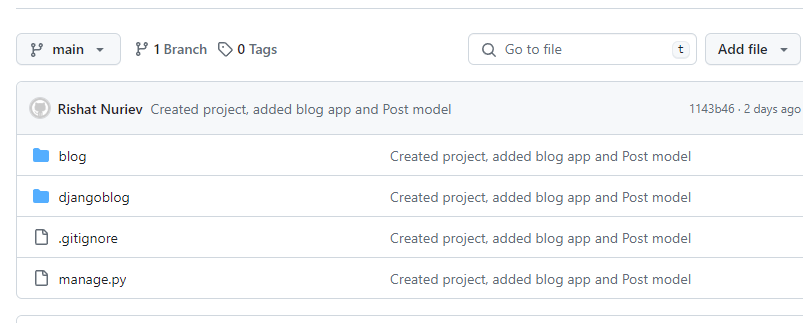 main 1 Branch 0 Tags Go to file t Add file
Rishat Nuriev Created project, added blog app and Post model 1143b46 · 2 days ago
blog Created project, added blog app and Post model
djangoblog Created project, added blog app and Post model
.gitignore Created project, added blog app and Post model
manage.py Created project, added blog app and Post model